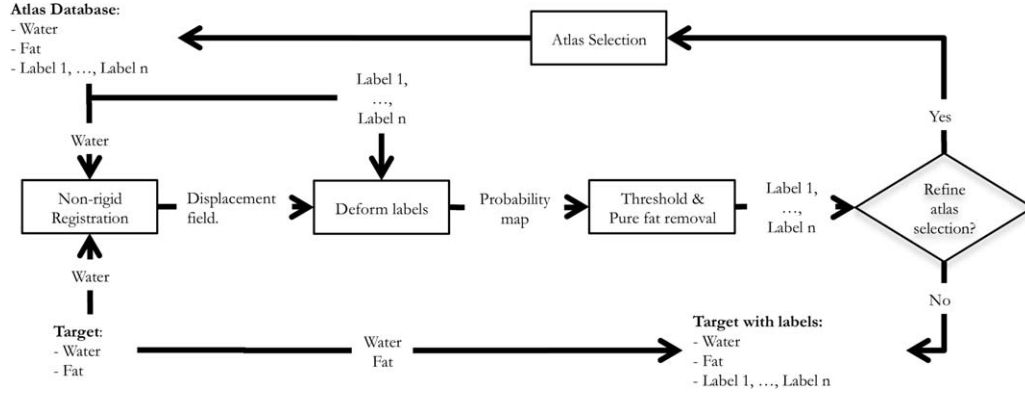 Atlas Database:
- Water
- Fat
- Label 1, ..., Label n
Atlas Selection
Label 1,
...,
Label n
Yes
Water
Non-rigid
Registration
Displacement
field.
Deform labels
Probability
map
Threshold &
Pure fat removal
Label 1,
...,
Label n
Refine
atlas
selection?
Water
No
Target:
- Water
- Fat
Water
Fat
Target with labels:
- Water
- Fat
- Label 1, ..., Label n